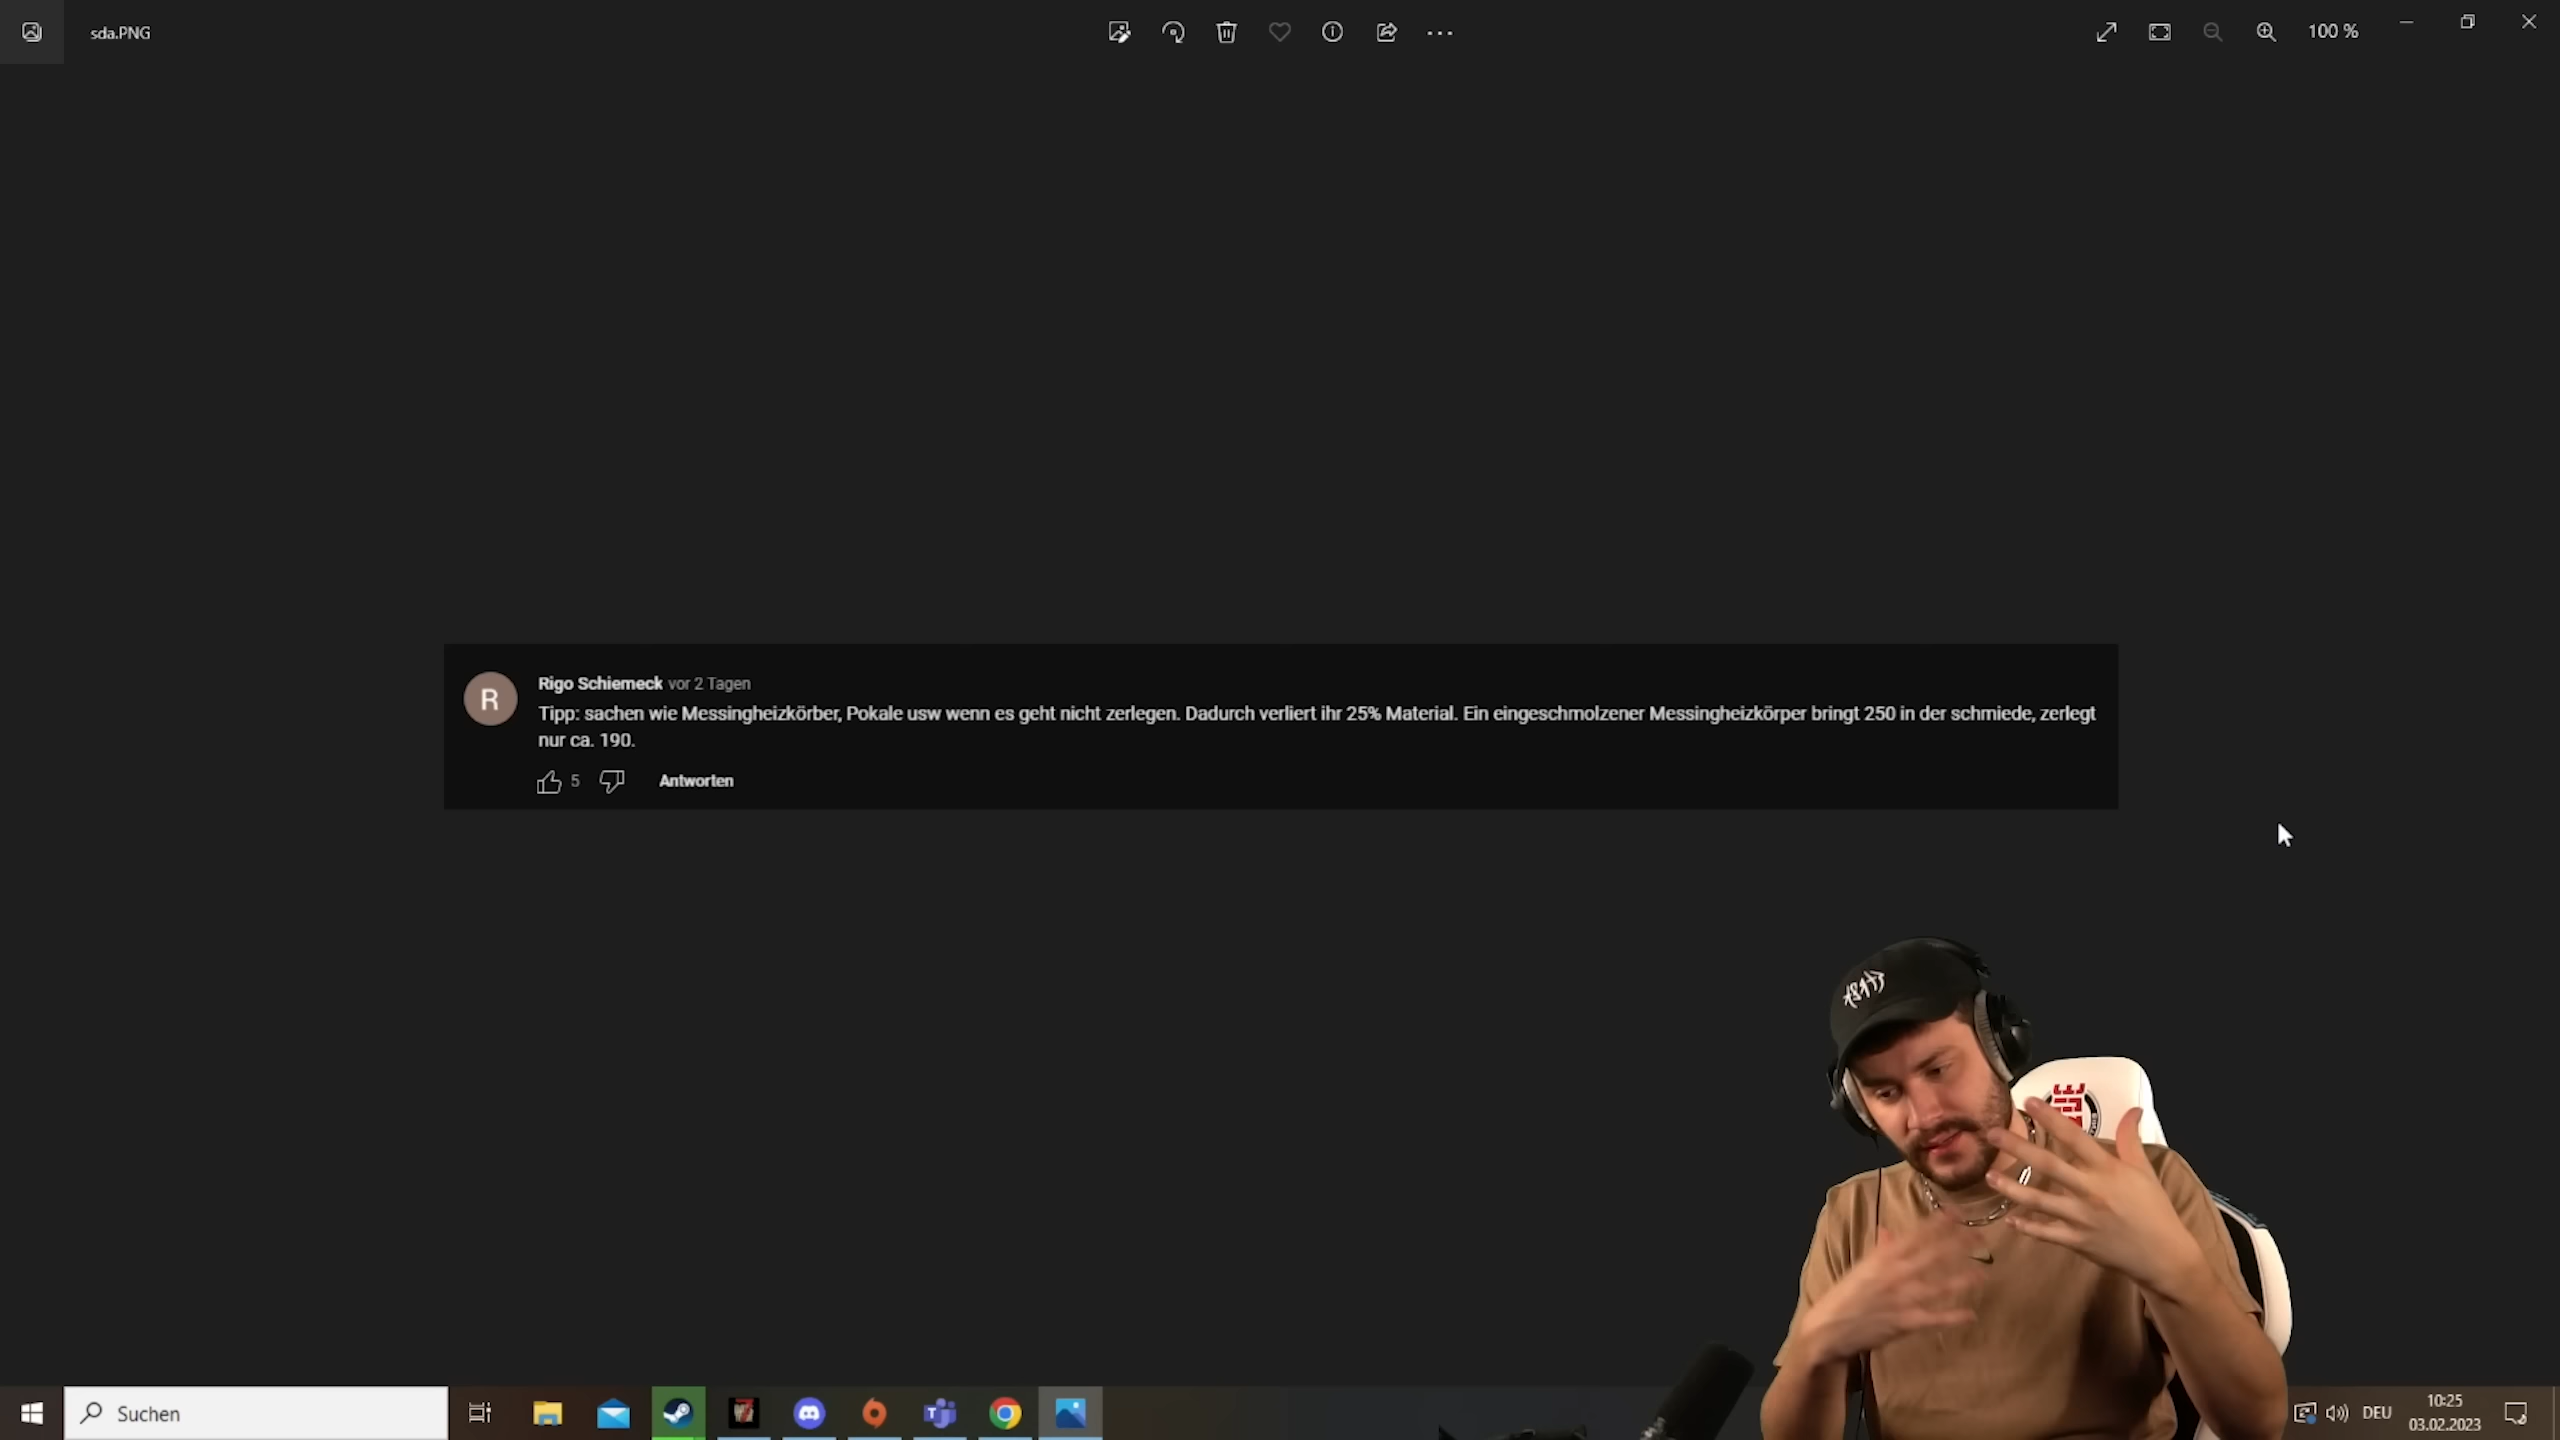 sda.PNG
100 %
R
Rigo Schiemeck vor 2 Tagen
Tipp: sachen wie Messingheizkörber, Pokale usw wenn es geht nicht zerlegen. Dadurch verliert ihr 25% Material. Ein eingeschmolzener Messingheizkörper bringt 250 in der schmiede, zerlegt
nur ca. 190.
5
Antworten
Suchen
DEU
10:25
03.02.2023